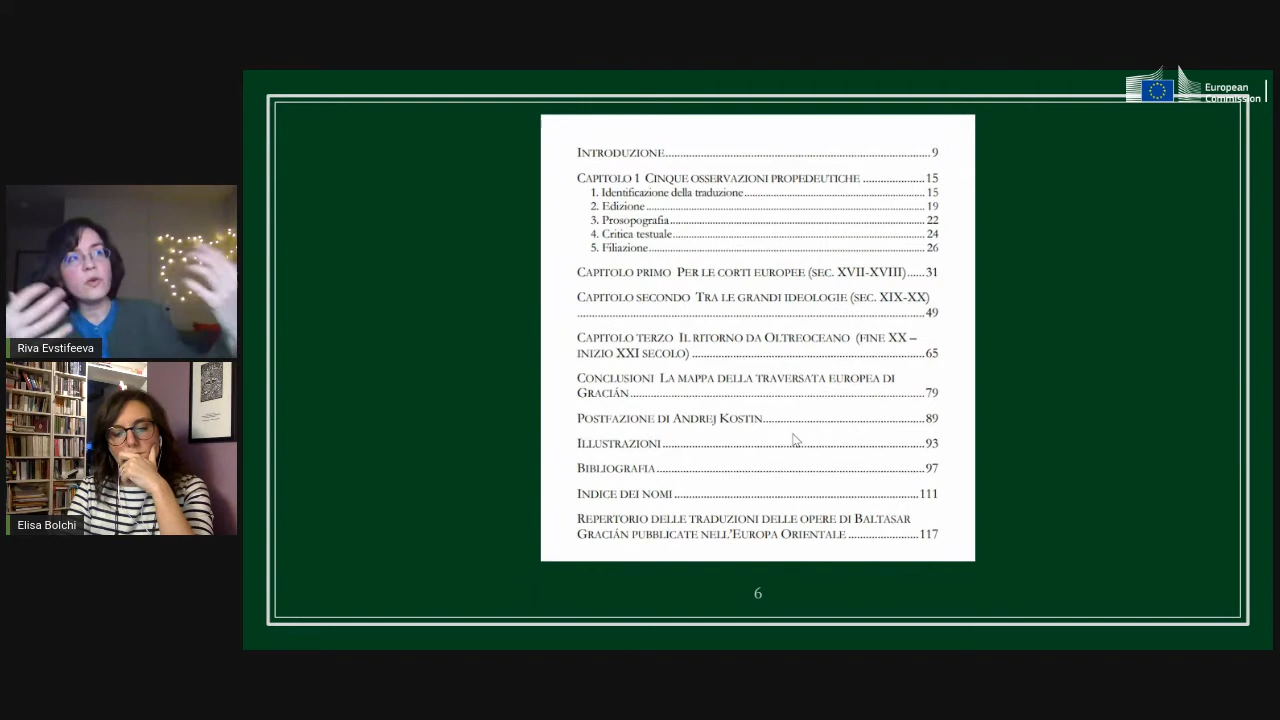 European
Commission
INTRODUZIONE 9
CAPITOLO 1 CINQUE OSSERVAZIONI PROPEDEUTICHE 15
1. Identificazione della traduzione 15
2. Edizione 19
3. Prosopografia 22
4. Critica testuale 24
5. Filiazione 26
CAPITOLO PRIMO PER LE CORTI EUROPEE (SEC. XVII-XVIII) 31
CAPITOLO SECONDO TRA LE GRANDI IDEOLOGIE (SEC. XIX-XX)
49
CAPITOLO TERZO IL RITORNO DA OLTREOCEANO (FINE XX –
INIZIO XXI SECOLO) 65
CONCLUSIONI LA MAPPA DELLA TRAVERSATA EUROPEA DI
GRACIÁN 79
POSTFAZIONE DI ANDREJ KOSTIN 89
ILLUSTRAZIONI 93
BIBLIOGRAFIA 97
INDICE DEI NOMI 111
REPERTORIO DELLE TRADUZIONI DELLE OPERE DI BALTASAR
GRACIÁN PUBBLICATE NELL'EUROPA ORIENTALE 117
6
Riva Evstifeeva
Elisa Bolchi